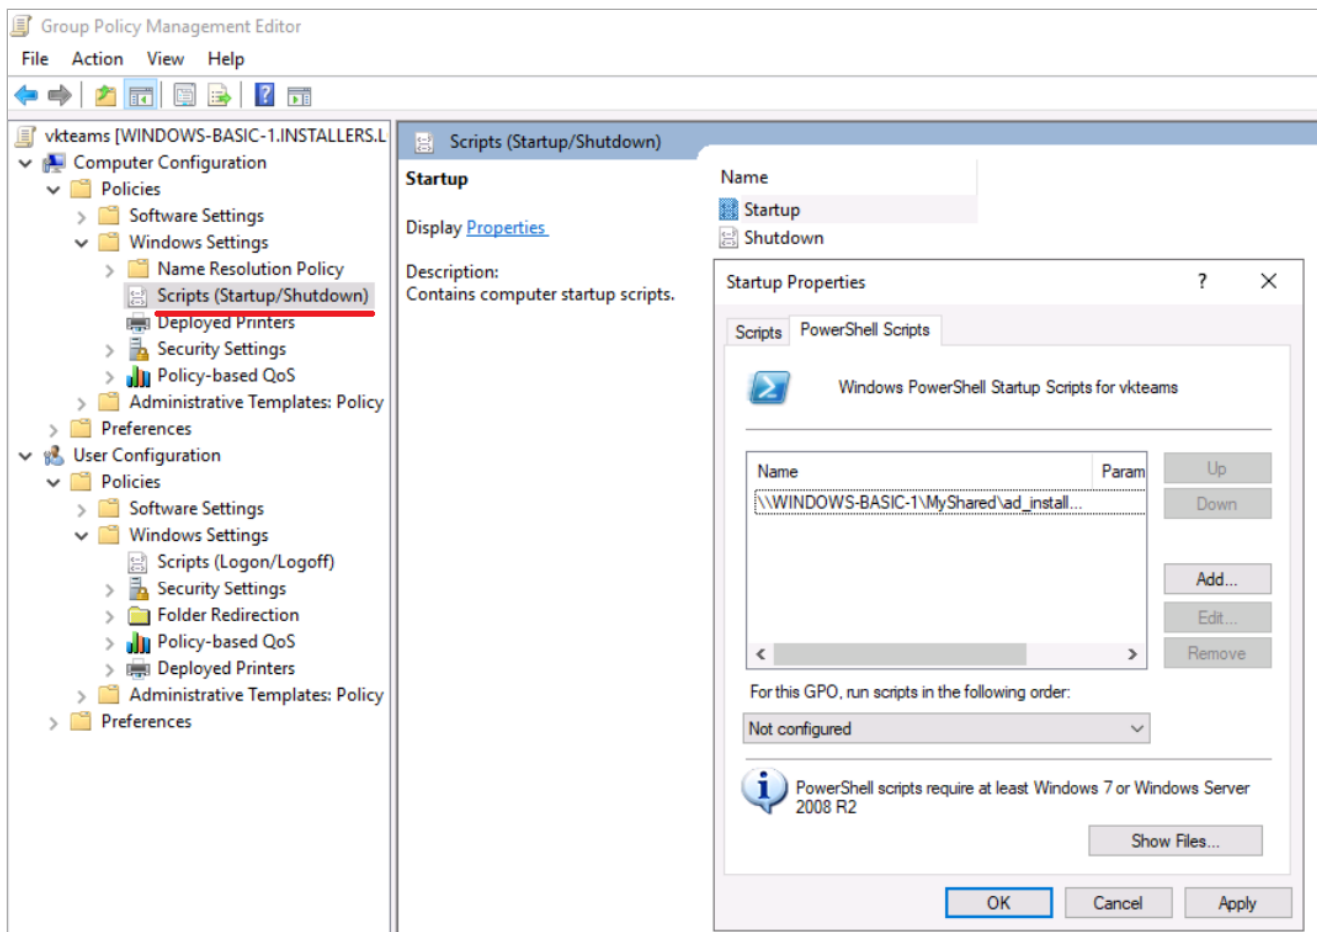 Group Policy Management Editor
File Action View Help
vkteams [WINDOWS-BASIC-1.INSTALLERS.L
Computer Configuration
Policies
Software Settings
Windows Settings
Name Resolution Policy
Scripts (Startup/Shutdown)
Deployed Printers
Security Settings
Policy-based QoS
Administrative Templates: Policy
Preferences
User Configuration
Policies
Software Settings
Windows Settings
Scripts (Logon/Logoff)
Security Settings
Folder Redirection
Policy-based QoS
Deployed Printers
Administrative Templates: Policy
Preferences
Scripts (Startup/Shutdown)
Startup
Display Properties
Description:
Contains computer startup scripts.
Name
Startup
Shutdown
Startup Properties
Scripts PowerShell Scripts
Windows PowerShell Startup Scripts for vkteams
Name Param
\\WINDOWS-BASIC-1\MyShared\ad_install...
Up
Down
Add...
Edit...
Remove
For this GPO, run scripts in the following order:
Not configured
PowerShell scripts require at least Windows 7 or Windows Server
2008 R2
Show Files...
OK Cancel Apply